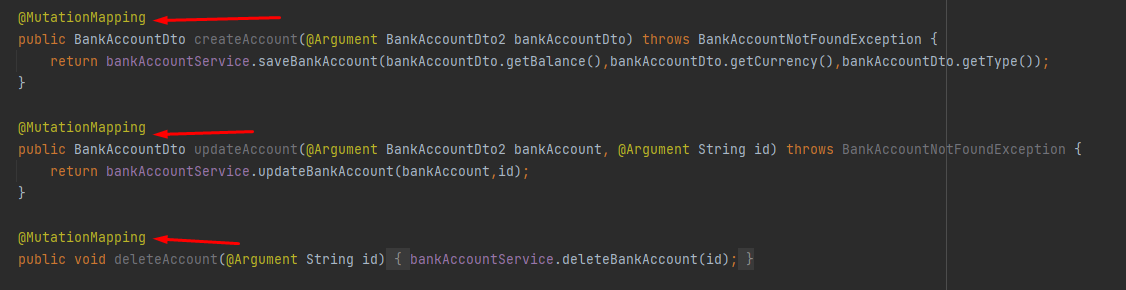 @MutationMapping
public BankAccountDto createAccount(@Argument BankAccountDto2 bankAccountDto) throws BankAccountNotFoundException {
    return bankAccountService.saveBankAccount(bankAccountDto.getBalance(),bankAccountDto.getCurrency(),bankAccountDto.getType());
}
@MutationMapping
public BankAccountDto updateAccount(@Argument BankAccountDto2 bankAccount, @Argument String id) throws BankAccountNotFoundException {
    return bankAccountService.updateBankAccount(bankAccount,id);
}
@MutationMapping
public void deleteAccount(@Argument String id) { bankAccountService.deleteBankAccount(id); }